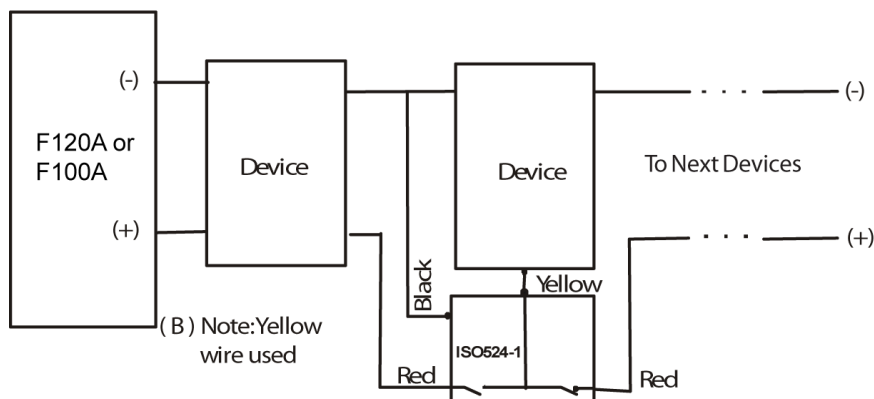 (-)
(-)
F120A or
F100A
Device
Device
To Next Devices
(+)
(+)
Black
Yellow
(B) Note:Yellow
wire used
ISO524-1
Red
Red